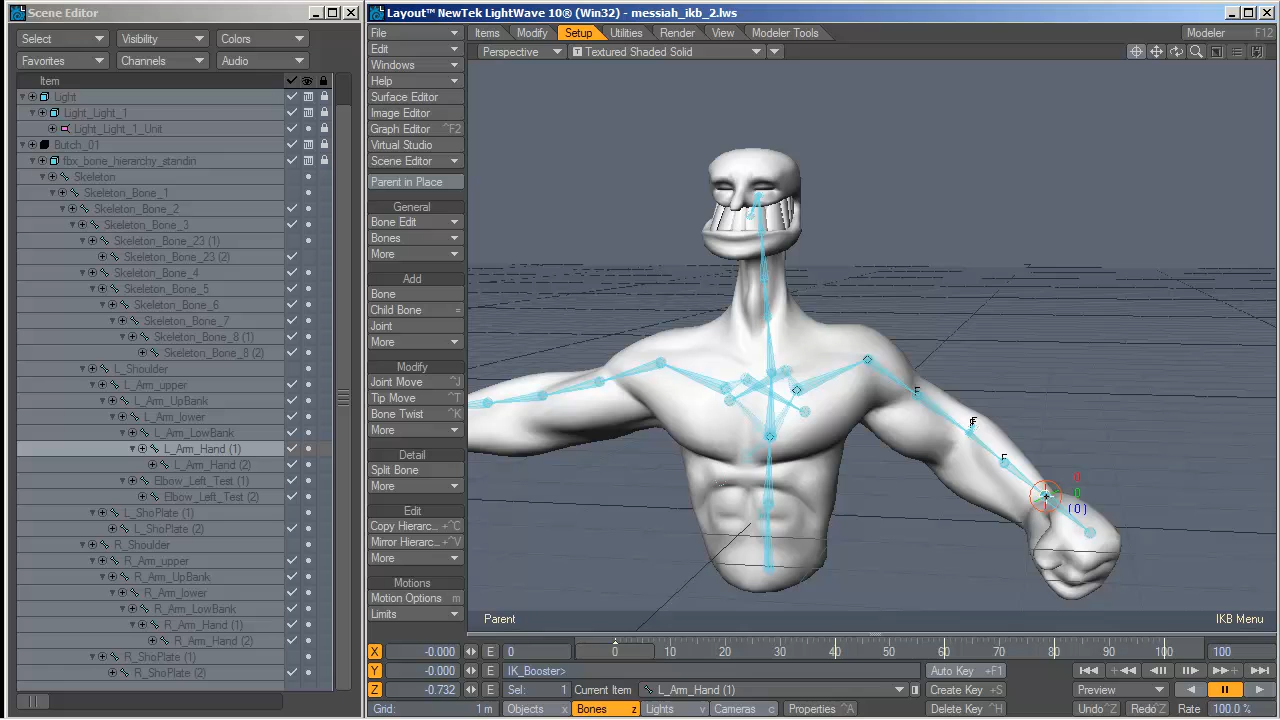 Scene Editor
Select
Visibility
Colors
Favorites
Channels
Audio
Item
Light
Light_Light_1
Light_Light_1_Unit
Butch_01
fbx_bone_hierarchy_standin
Skeleton
Skeleton_Bone_1
Skeleton_Bone_2
Skeleton_Bone_3
Skeleton_Bone_23 (1)
Skeleton_Bone_23 (2)
Skeleton_Bone_4
Skeleton_Bone_5
Skeleton_Bone_6
Skeleton_Bone_7
Skeleton_Bone_8 (1)
Skeleton_Bone_8 (2)
L_Shoulder
L_Arm_upper
L_Arm_UpBank
L_Arm_lower
L_Arm_LowBank
L_Arm_Hand (1)
L_Arm_Hand (2)
Elbow_Left_Test (1)
Elbow_Left_Test (2)
L_ShoPlate (1)
L_ShoPlate (2)
R_Shoulder
R_Arm_upper
R_Arm_UpBank
R_Arm_lower
R_Arm_LowBank
R_Arm_Hand (1)
R_Arm_Hand (2)
R_ShoPlate (1)
R_ShoPlate (2)
Layout™ NewTek LightWave 10® (Win32) - messiah_ikb_2.lws
File
Items
Modify
Setup
Utilities
Render
View
Modeler Tools
Modeler F12
Edit
Perspective
T Textured Shaded Solid
Windows
Help
Surface Editor
Image Editor
Graph Editor ^F2
Virtual Studio
Scene Editor
Parent in Place
General
Bone Edit
Bones
More
Add
Bone
Child Bone =
Joint
More
Modify
Joint Move ^J
Tip Move ^T
Bone Twist ^K
More
Detail
Split Bone
Edit
Copy Hierarc... +^C
Mirror Hierarc... +^V
More
Motions
Motion Options m
Limits
F
F
F
0
0
(0)
Parent
IKB Menu
X -0.000 E 0
0 10 20 30 40 50 60 70 80 90 100
100
Y -0.000 E IK_Booster>
Auto Key +F1
Z -0.732 E Sel: 1 Current Item L_Arm_Hand (1)
Create Key +S
Preview
Grid: 1 m
Objects +
Bones z
Lights v
Cameras c
Properties ^A
Delete Key ^H
Undo^Z
Redo^Z
Rate 100.0 %